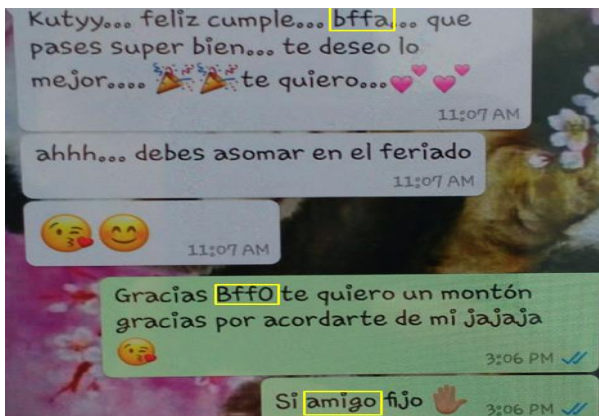 Kutyy... feliz cumple... bffa... que
pases super bien... te deseo lo
mejor.... 🎉🎉te quiero...💕💕
11:07 AM
ahhh... debes asomar en el feriado
11:07 AM
😘😊 11:07 AM
Gracias BffO te quiero un montón
gracias por acordarte de mi jajaja
😘
3:06 PM
Si amigo fijo 🖐
3:06 PM